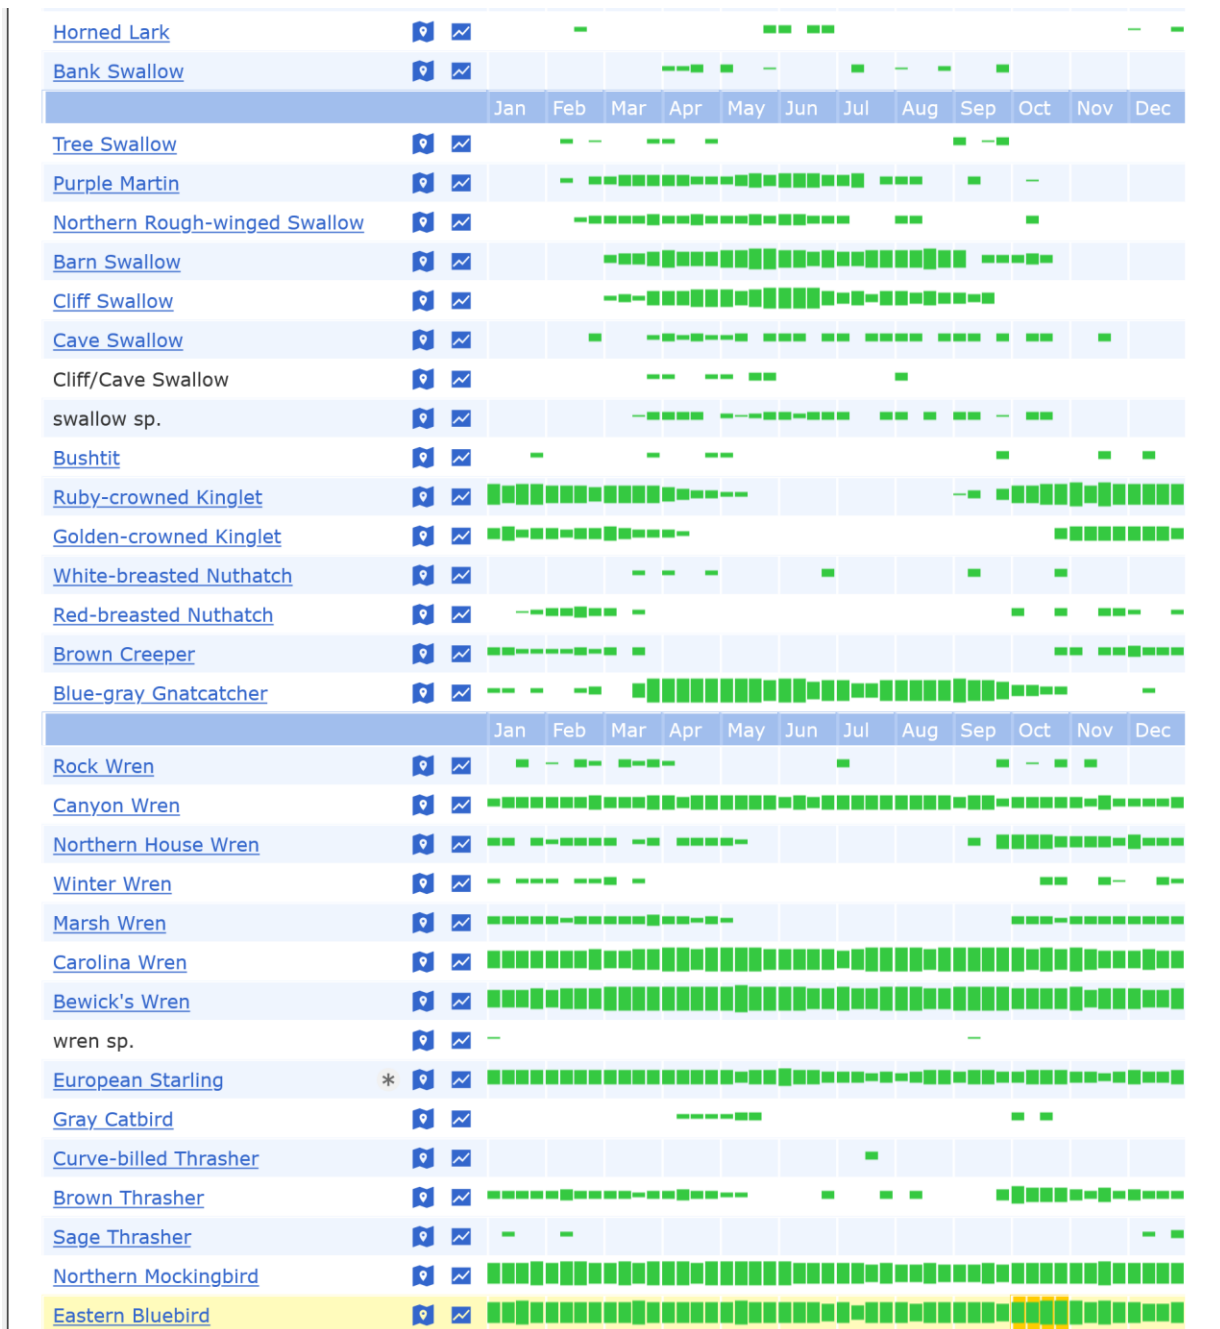 Horned Lark
Bank Swallow
Jan Feb Mar Apr May Jun Jul Aug Sep Oct Nov Dec
Tree Swallow
Purple Martin
Northern Rough-winged Swallow
Barn Swallow
Cliff Swallow
Cave Swallow
Cliff/Cave Swallow
swallow sp.
Bushtit
Ruby-crowned Kinglet
Golden-crowned Kinglet
White-breasted Nuthatch
Red-breasted Nuthatch
Brown Creeper
Blue-gray Gnatcatcher
Jan Feb Mar Apr May Jun Jul Aug Sep Oct Nov Dec
Rock Wren
Canyon Wren
Northern House Wren
Winter Wren
Marsh Wren
Carolina Wren
Bewick's Wren
wren sp.
European Starling *
Gray Catbird
Curve-billed Thrasher
Brown Thrasher
Sage Thrasher
Northern Mockingbird
Eastern Bluebird